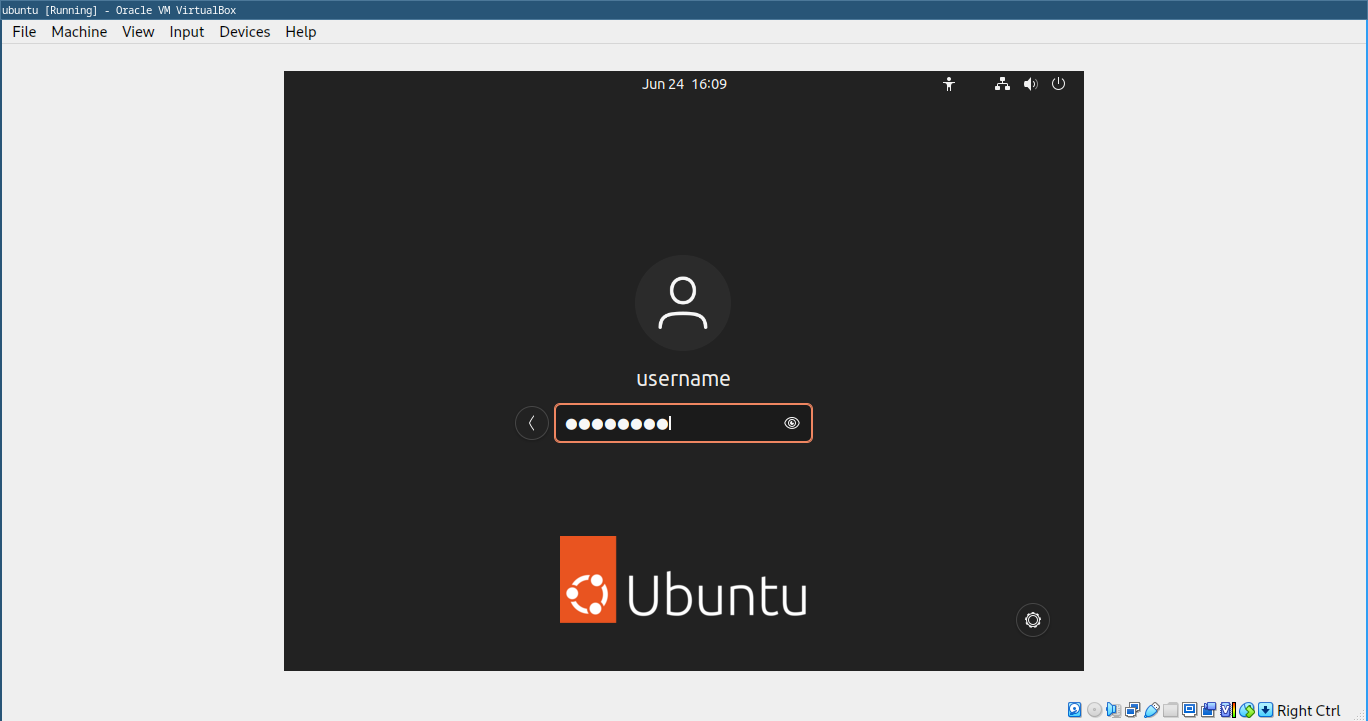 ubuntu [Running] - Oracle VM VirtualBox
File Machine View Input Devices Help
Jun 24 16:09
username
Ubuntu
Right Ctrl